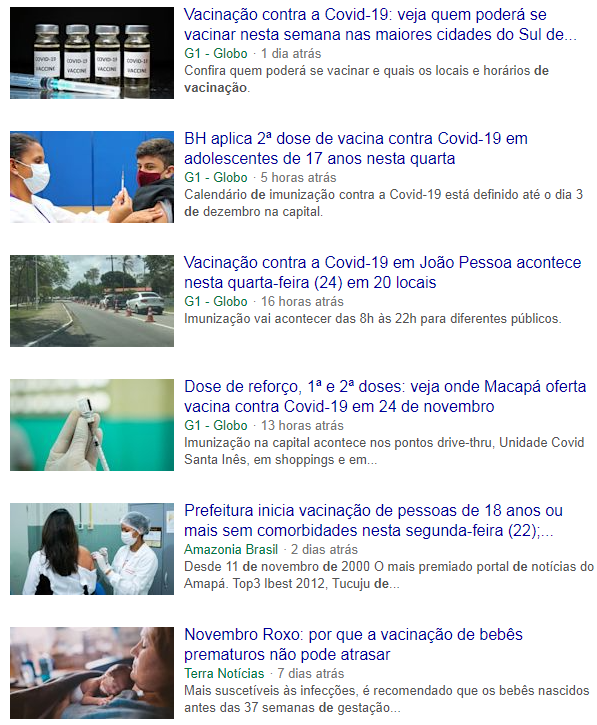 Vacinação contra a Covid-19: veja quem poderá se
vacinar nesta semana nas maiores cidades do Sul de...
G1 - Globo · 1 dia atrás
Confira quem poderá se vacinar e quais os locais e horários de
vacinação.
COVID-19 VACCINE COVID-19 VACCINE COVID-19 VACCINE COVID-19 VACCINE
BH aplica 2ª dose de vacina contra Covid-19 em
adolescentes de 17 anos nesta quarta
G1 - Globo · 5 horas atrás
Calendário de imunização contra a Covid-19 está definido até o dia 3
de dezembro na capital.
Vacinação contra a Covid-19 em João Pessoa acontece
nesta quarta-feira (24) em 20 locais
G1 - Globo · 16 horas atrás
Imunização vai acontecer das 8h às 22h para diferentes públicos.
Dose de reforço, 1ª e 2ª doses: veja onde Macapá oferta
vacina contra Covid-19 em 24 de novembro
G1 - Globo · 13 horas atrás
Imunização na capital acontece nos pontos drive-thru, Unidade Covid
Santa Inês, em shoppings e em...
Prefeitura inicia vacinação de pessoas de 18 anos ou
mais sem comorbidades nesta segunda-feira (22);...
Amazonia Brasil · 2 dias atrás
Desde 11 de novembro de 2000 O mais premiado portal de notícias do
Amapá. Top3 Ibest 2012, Tucuju de...
Novembro Roxo: por que a vacinação de bebês
prematuros não pode atrasar
Terra Notícias · 7 dias atrás
Mais suscetíveis às infecções, é recomendado que os bebês nascidos
antes das 37 semanas de gestação...